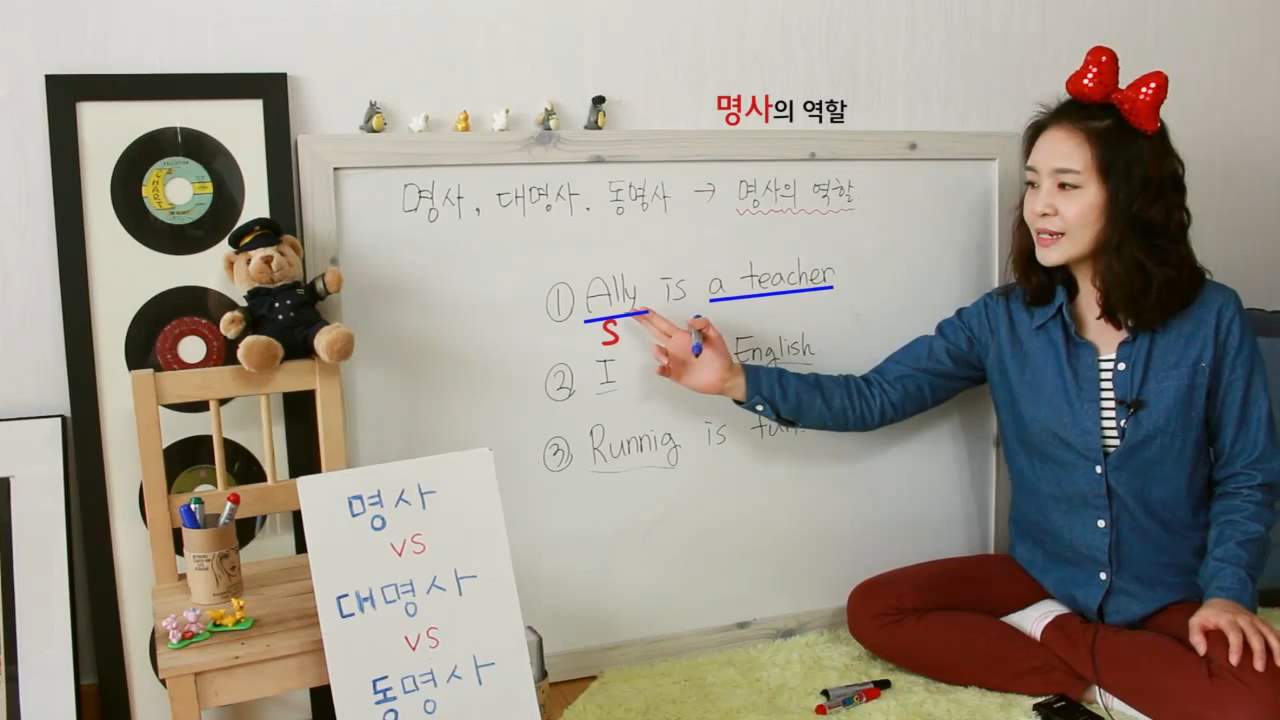 명사의 역할
명사, 대명사, 동명사 → 명사의 역할
① Ally is a teacher
S
② I English
③ Runnig is fun.
명사
VS
대명사
VS
동명사